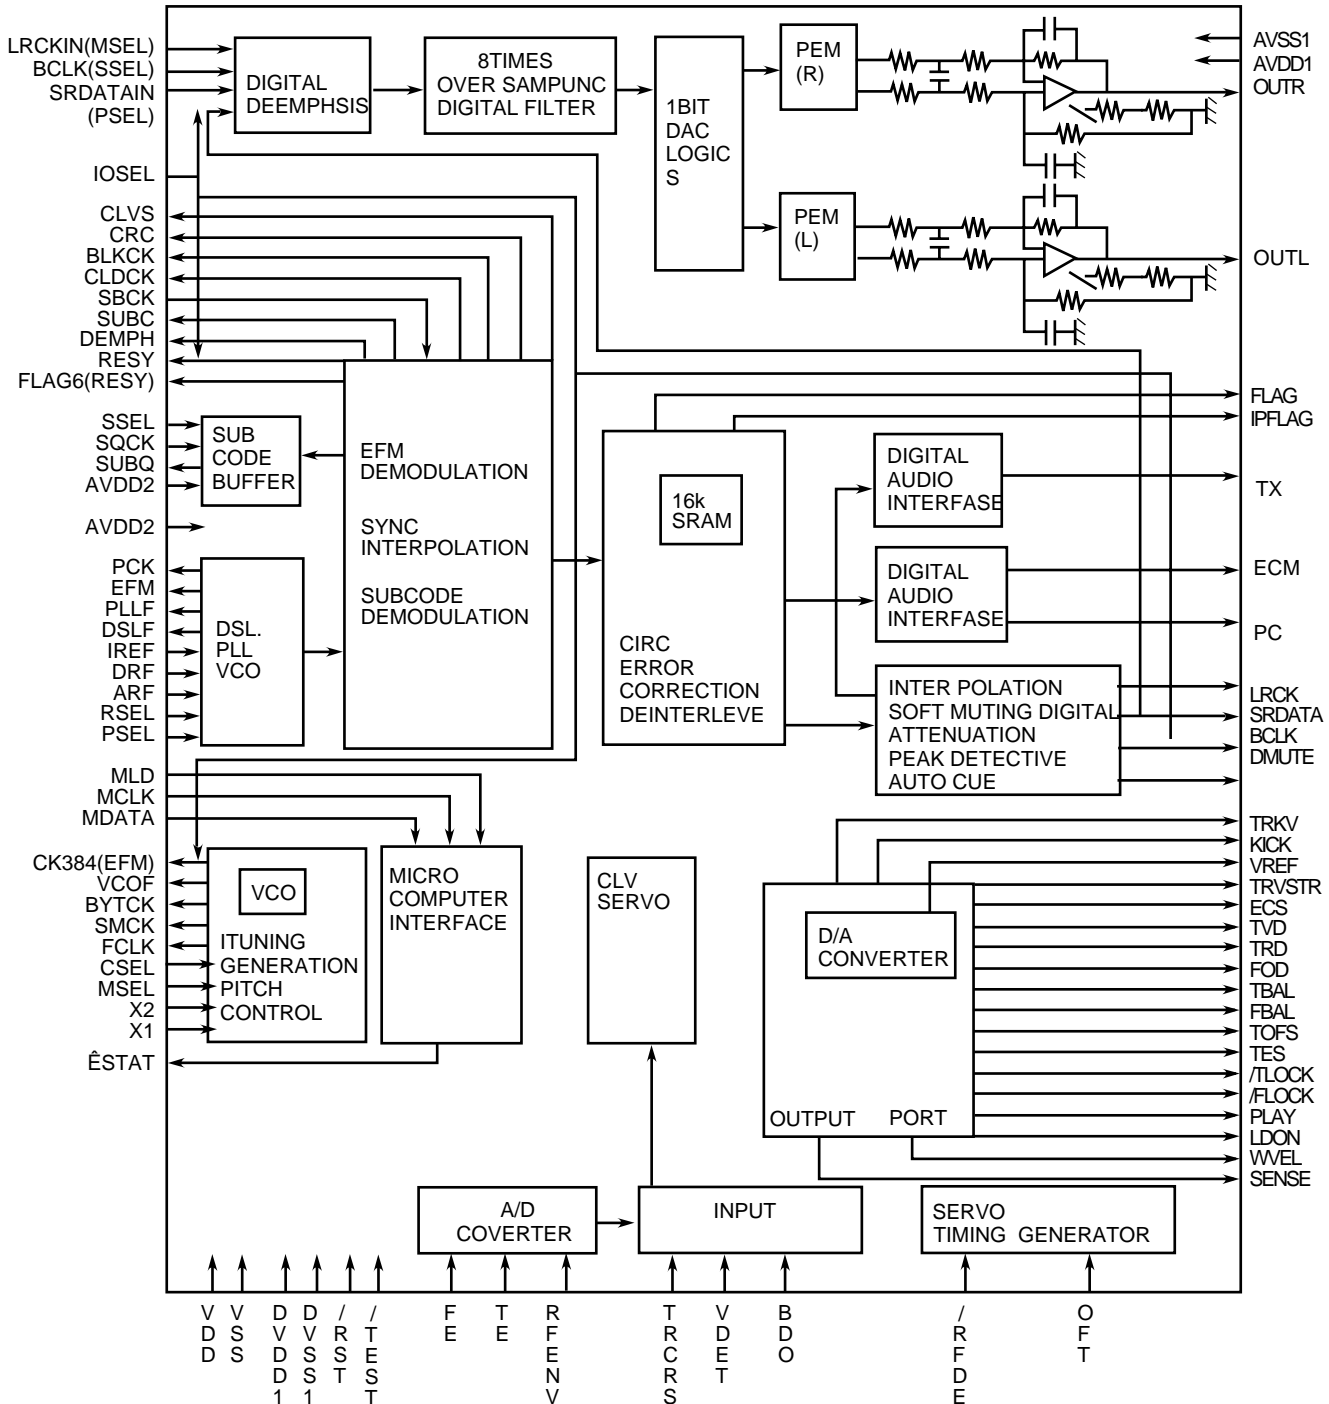 LRCKIN(MSEL)
BCLK(SSEL)
SRDATAIN
(PSEL)
IOSEL
CLVS
CRC
BLKCK
CLDCK
SBCK
SUBC
DEMPH
RESY
FLAG6(RESY)
SSEL
SQCK
SUBQ
AVDD2
AVDD2
PCK
EFM
PLLF
DSLF
IREF
DRF
ARF
RSEL
PSEL
MLD
MCLK
MDATA
CK384(EFM)
VCOF
BYTCK
SMCK
FCLK
CSEL
MSEL
X2
X1
ÊSTAT
DIGITAL
DEEMPHSIS
8TIMES
OVER SAMPUNC
DIGITAL FILTER
1BIT
DAC
LOGIC
S
PEM
(R)
PEM
(L)
SUB
CODE
BUFFER
EFM
DEMODULATION
SYNC
INTERPOLATION
SUBCODE
DEMODULATION
DSL.
PLL
VCO
16k
SRAM
CIRC
ERROR
CORRECTION
DEINTERLEVE
DIGITAL
AUDIO
INTERFASE
DIGITAL
AUDIO
INTERFASE
INTER POLATION
SOFT MUTING DIGITAL
ATTENUATION
PEAK DETECTIVE
AUTO CUE
VCO
ITUNING
GENERATION
PITCH
CONTROL
MICRO
COMPUTER
INTERFACE
CLV
SERVO
D/A
CONVERTER
OUTPUT PORT
A/D
COVERTER
INPUT
SERVO
TIMING GENERATOR
AVSS1
AVDD1
OUTR
OUTL
FLAG
IPFLAG
TX
ECM
PC
LRCK
SRDATA
BCLK
DMUTE
TRKV
KICK
VREF
TRVSTR
ECS
TVD
TRD
FOD
TBAL
FBAL
TOFS
TES
/TLOCK
/FLOCK
PLAY
LDON
WVEL
SENSE
VDD
VSS
DVDD1
DVSS1
/RST
/TEST
FE
TE
RFENV
TRCRS
VDET
BDO
/RFDE
OFT